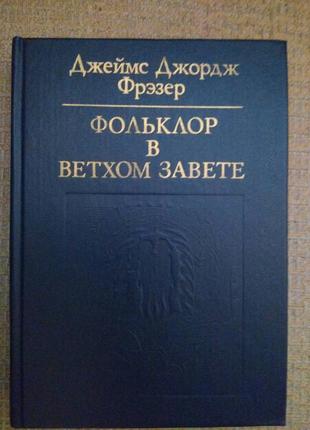 Джеймс Джордж
Фрэзер
ФОЛЬКЛОР
В
ВЕТХОМ ЗАВЕТЕ